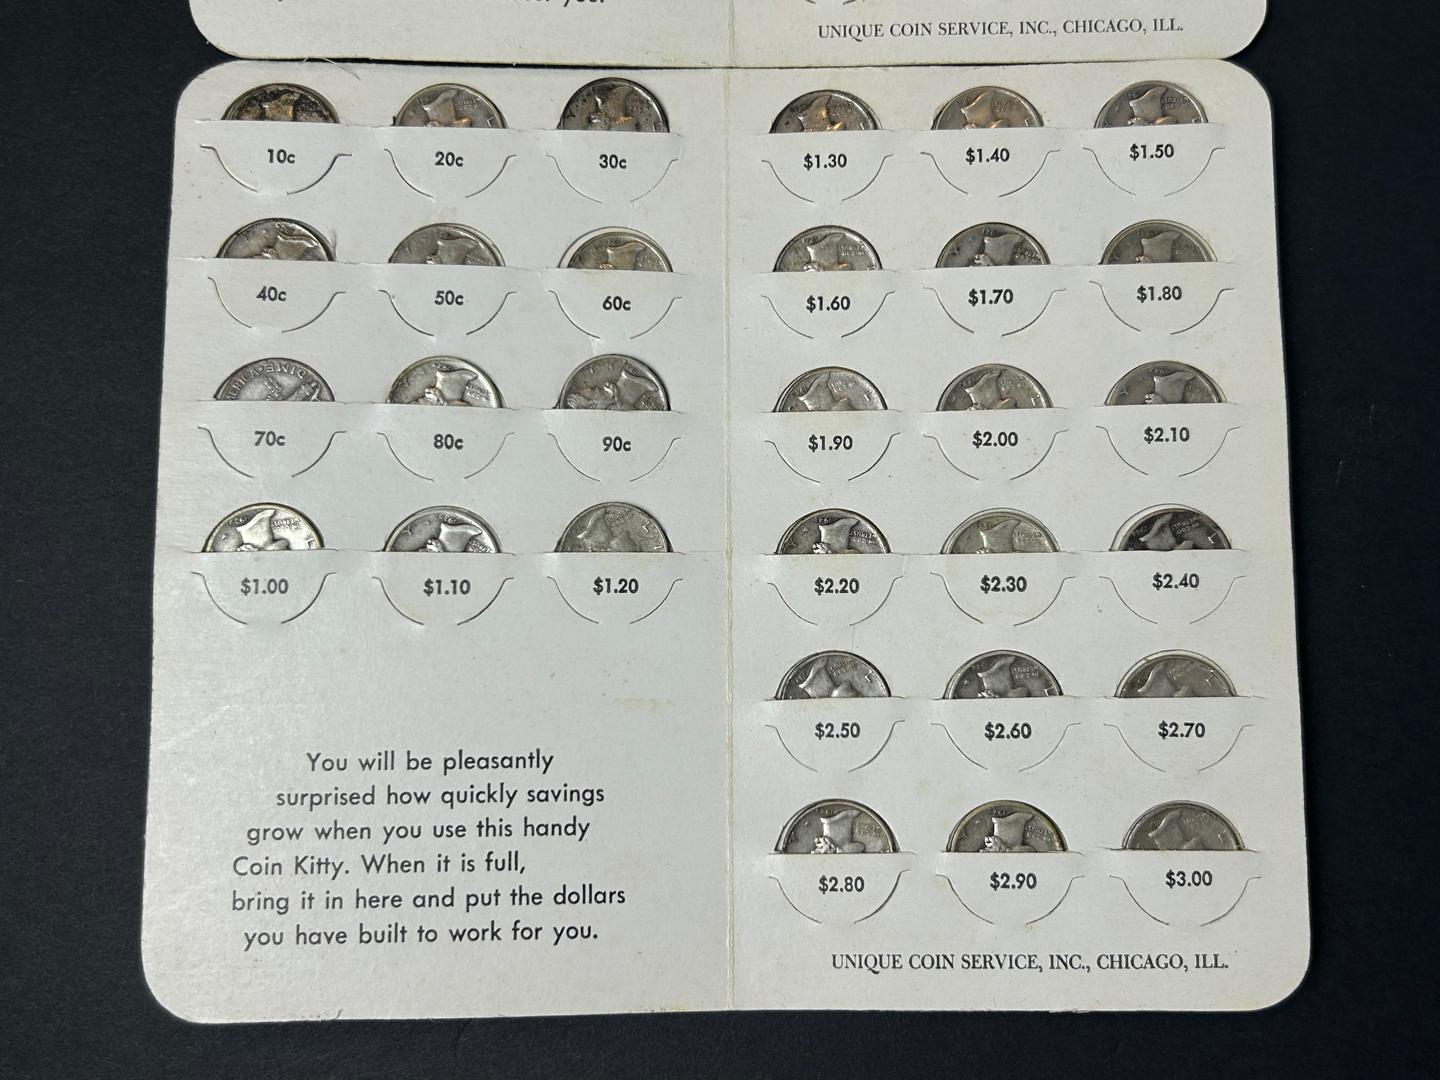 UNIQUE COIN SERVICE, INC., CHICAGO, ILL.
10c 20c 30c
40c 50c 60c
70c 80c 90c
$1.00 $1.10 $1.20
You will be pleasantly
surprised how quickly savings
grow when you use this handy
Coin Kitty. When it is full,
bring it in here and put the dollars
you have built to work for you.
$1.30 $1.40 $1.50
$1.60 $1.70 $1.80
$1.90 $2.00 $2.10
$2.20 $2.30 $2.40
$2.50 $2.60 $2.70
$2.80 $2.90 $3.00
UNIQUE COIN SERVICE, INC., CHICAGO, ILL.